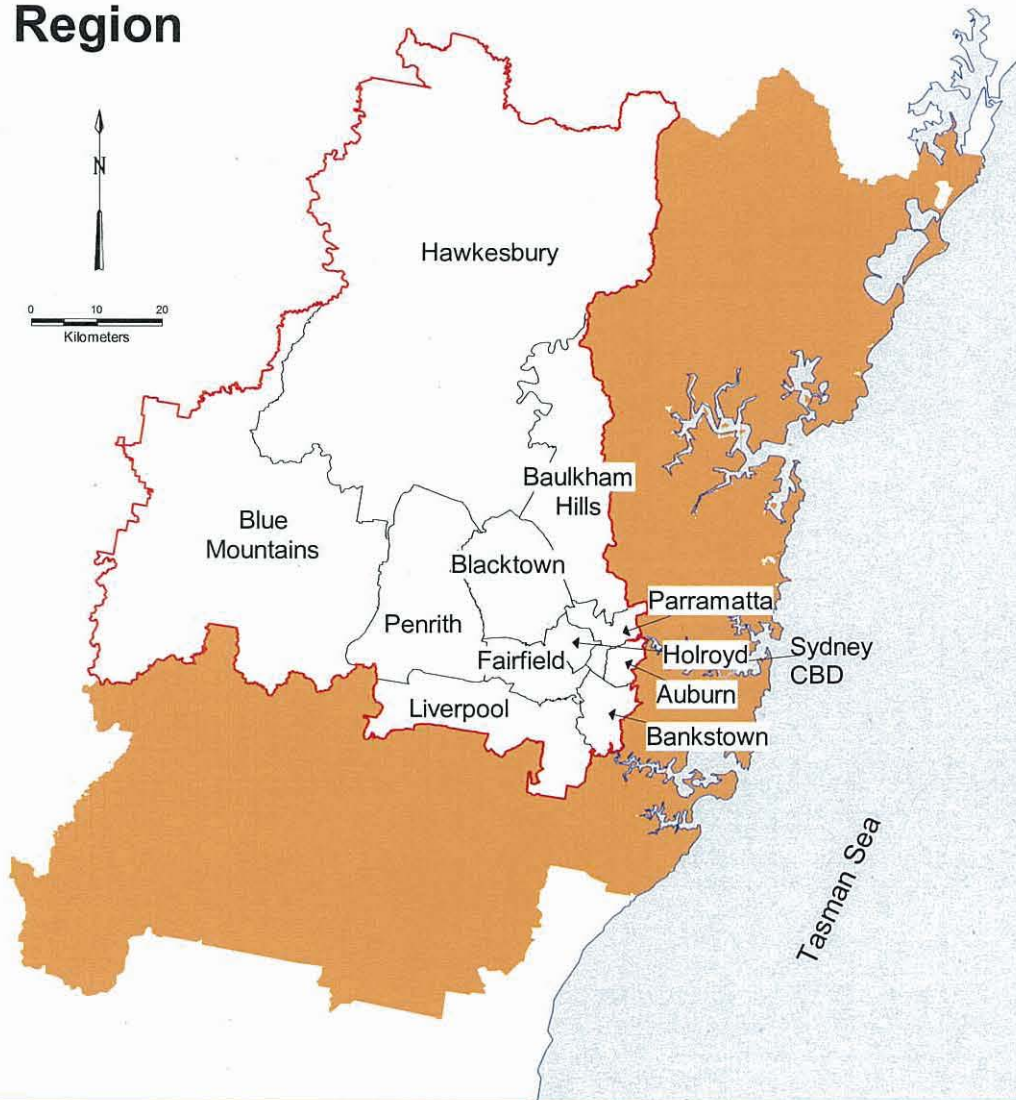 Region
N
0 10 20
Kilometers
Hawkesbury
Baulkham
Hills
Blue
Mountains
Blacktown
Penrith
Parramatta
Fairfield
Holroyd
Sydney
CBD
Auburn
Liverpool
Bankstown
Tasman Sea